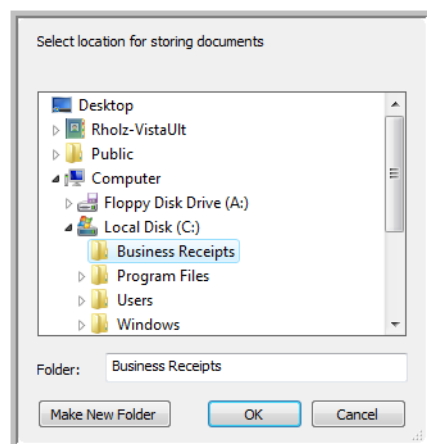 Select location for storing documents
Desktop
Rholz-VistaUlt
Public
Computer
Floppy Disk Drive (A:)
Local Disk (C:)
Business Receipts
Program Files
Users
Windows
Folder: Business Receipts
Make New Folder OK Cancel